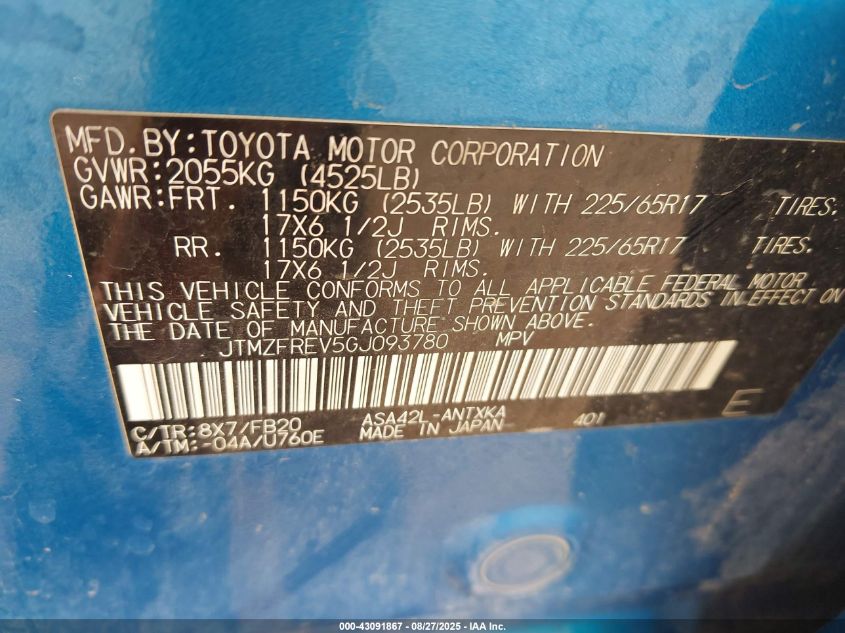 MFD. BY: TOYOTA MOTOR CORPORATION
GVWR: 2055KG (4525LB)
GAWR: FRT. 1150KG (2535LB) WITH 225/65R17 TIRES.
17X6 1/2J RIMS.
RR. 1150KG (2535LB) WITH 225/65R17 TIRES.
17X6 1/2J RIMS.
THIS VEHICLE CONFORMS TO ALL APPLICABLE FEDERAL MOTOR
VEHICLE SAFETY AND THEFT PREVENTION STANDARDS IN EFFECT ON
THE DATE OF MANUFACTURE SHOWN ABOVE.
JTMZFREV5GJ093780 MPV
C/TR: 8X7/FB20 ASA42L-ANTXKA 401 E
A/TM: -04A/U760E MADE IN JAPAN
000-43091867 - 08/27/2025 - IAA Inc.